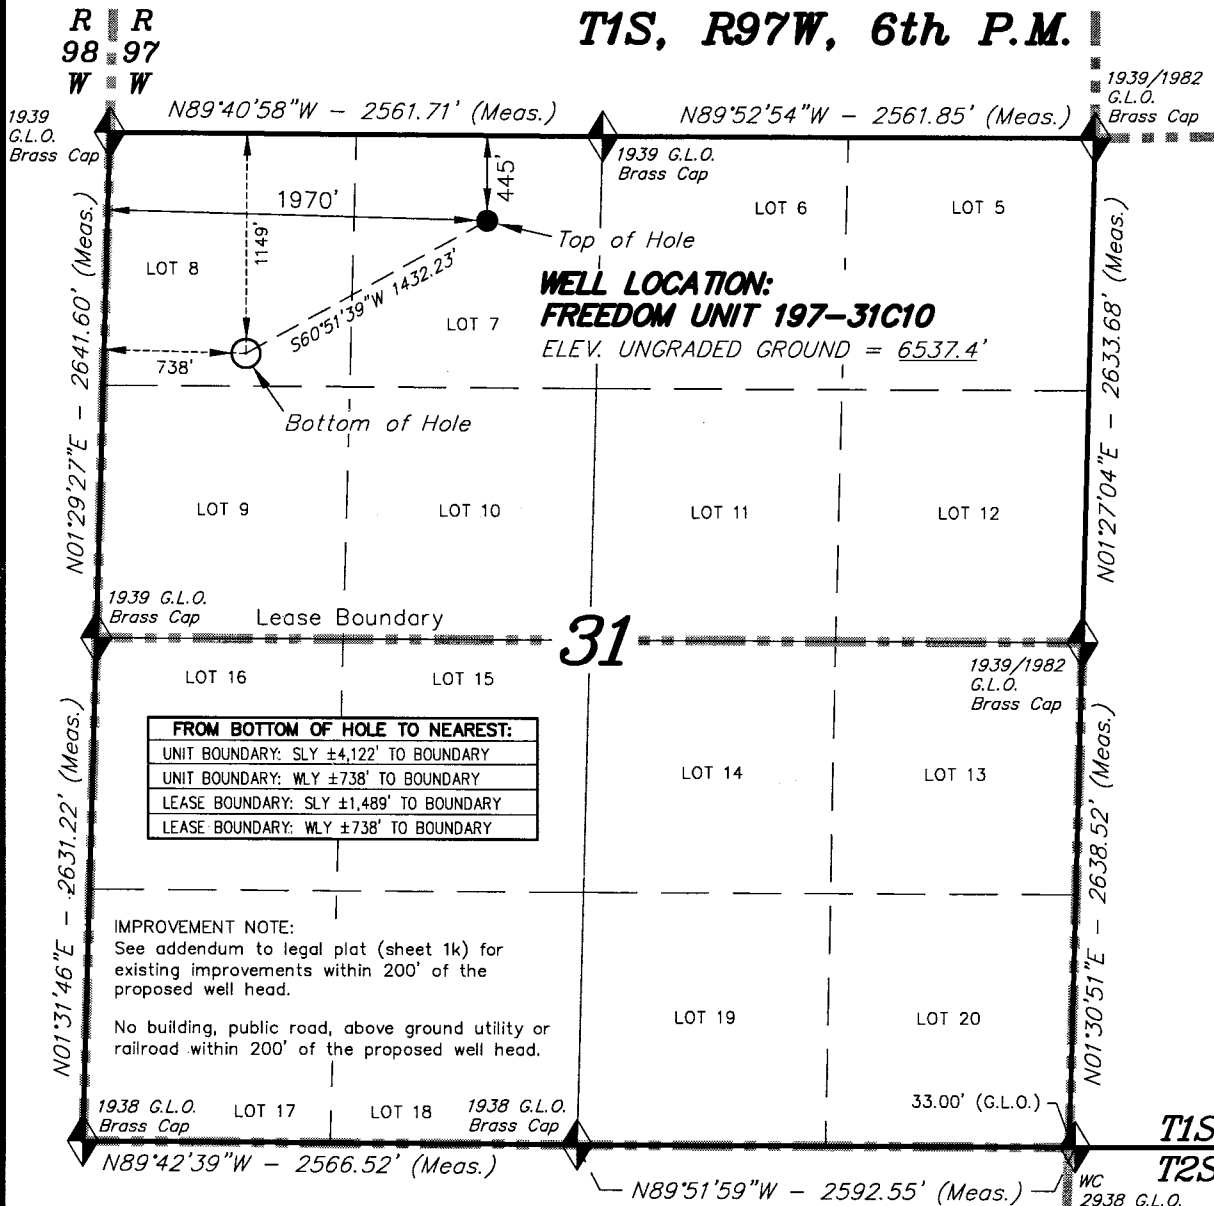 T1S, R97W, 6th P.M.
R R
98 97
W W
1939/1982
G.L.O.
Brass Cap
N89°40'58"W - 2561.71' (Meas.)
N89°52'54"W - 2561.85' (Meas.)
1939
G.L.O.
Brass Cap
1939 G.L.O.
Brass Cap
445'
1970'
LOT 6
LOT 5
1149'
Top of Hole
LOT 8
S60°51'39"W 1432.23'
WELL LOCATION:
FREEDOM UNIT 197-31C10
ELEV. UNGRADED GROUND = 6537.4'
LOT 7
738'
Bottom of Hole
N01°29'27"E - 2641.60' (Meas.)
N01°27'04"E - 2633.68' (Meas.)
LOT 9
LOT 10
LOT 11
LOT 12
1939 G.L.O.
Brass Cap
Lease Boundary
31
1939/1982
G.L.O.
Brass Cap
LOT 16
LOT 15
FROM BOTTOM OF HOLE TO NEAREST:
UNIT BOUNDARY: SLY ±4,122' TO BOUNDARY
UNIT BOUNDARY: WLY ±738' TO BOUNDARY
LEASE BOUNDARY: SLY ±1,489' TO BOUNDARY
LEASE BOUNDARY: WLY ±738' TO BOUNDARY
LOT 14
LOT 13
N01°31'46"E - 2631.22' (Meas.)
N01°30'51"E - 2638.52' (Meas.)
IMPROVEMENT NOTE:
See addendum to legal plat (sheet 1k) for
existing improvements within 200' of the
proposed well head.
No building, public road, above ground utility or
railroad within 200' of the proposed well head.
LOT 19
LOT 20
1938 G.L.O.
Brass Cap
LOT 17
LOT 18
1938 G.L.O.
Brass Cap
33.00' (G.L.O.)
T1S
T2S
N89°42'39"W - 2566.52' (Meas.)
N89°51'59"W - 2592.55' (Meas.)
WC
2938 G.L.O.